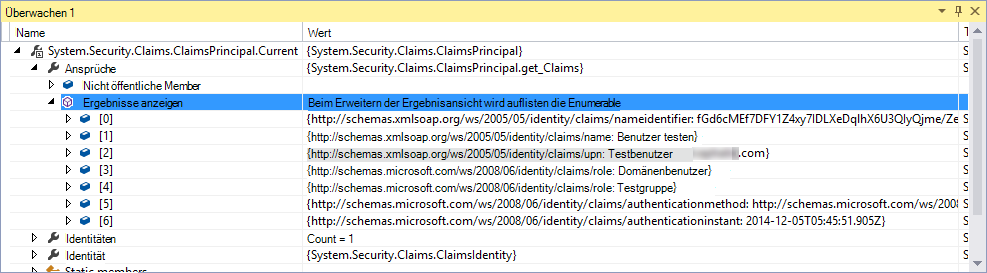 Überwachen 1
Name Wert T
System.Security.Claims.ClaimsPrincipal.Current {System.Security.Claims.ClaimsPrincipal} S
Ansprüche {System.Security.Claims.ClaimsPrincipal.get_Claims} S
Nicht öffentliche Member
Ergebnisse anzeigen Beim Erweitern der Ergebnisansicht wird auflisten die Enumerable
[0] {http://schemas.xmlsoap.org/ws/2005/05/identity/claims/nameidentifier: S
[1] {http://schemas.xmlsoap.org/ws/2005/05/identity/claims/name: Benutzer testen} S
[2] {http://schemas.xmlsoap.org/ws/2005/05/identity/claims/upn: Testbenutzer .com} S
[3] {http://schemas.microsoft.com/ws/2008/06/identity/claims/role: Domänenbenutzer} S
[4] {http://schemas.microsoft.com/ws/2008/06/identity/claims/role: Testgruppe} S
[5] {http://schemas.microsoft.com/ws/2008/06/identity/claims/authenticationmethod: http://schemas.microsoft.com/ws/2008 S
[6] {http://schemas.microsoft.com/ws/2008/06/identity/claims/authenticationinstant: 2014-12-05T05:45:51.905Z} S
Identitäten Count = 1 S
Identität {System.Security.Claims.ClaimsIdentity} S
Static members